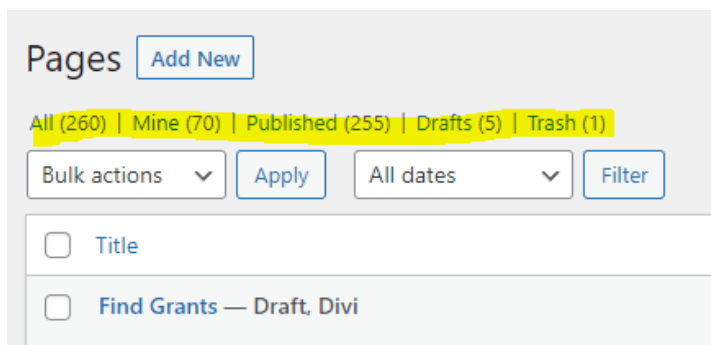 Pages Add New
All (260) | Mine (70) | Published (255) | Drafts (5) | Trash (1)
Bulk actions Apply All dates Filter
Title
Find Grants — Draft, Divi